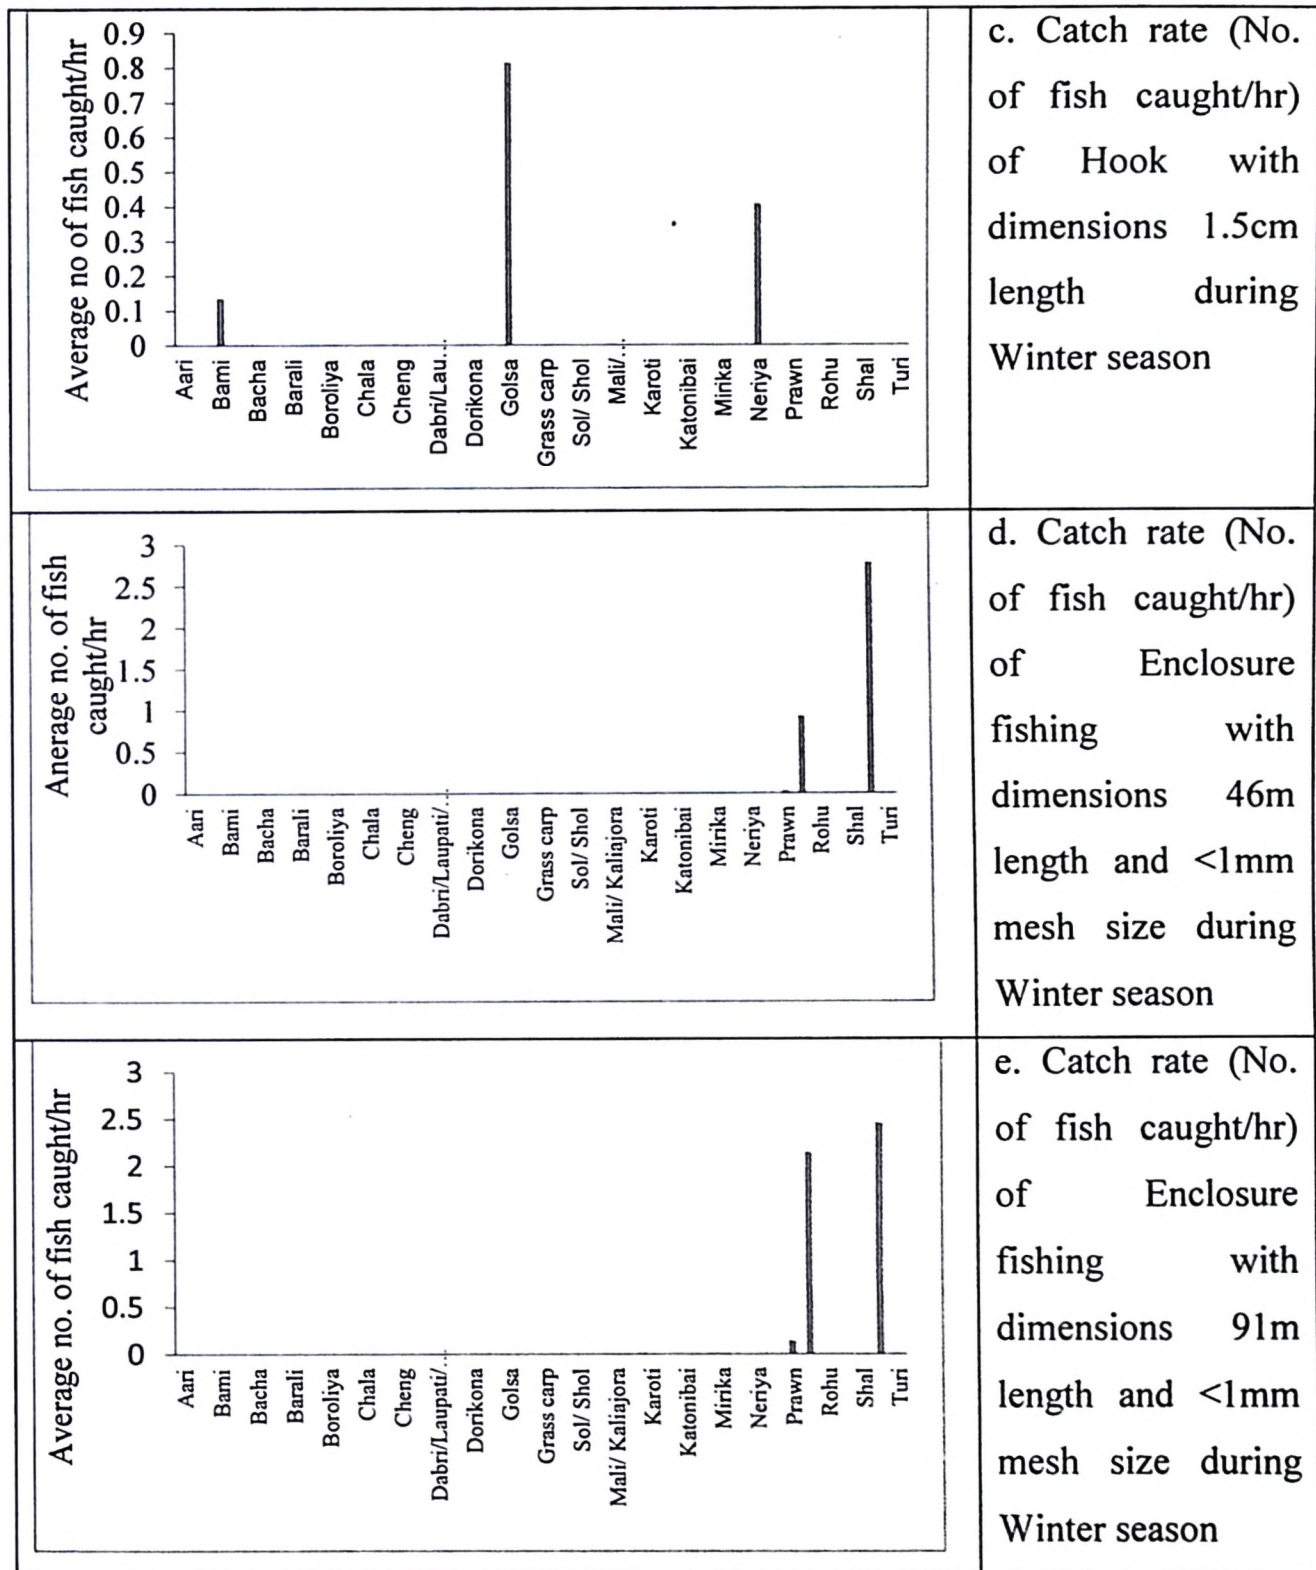 Average no of fish caught/hr
0.9
0.8
0.7
0.6
0.5
0.4
0.3
0.2
0.1
0
Aari
Bami
Bacha
Barali
Boroliya
Chala
Cheng
Dabri/Lau...
Dorikona
Golsa
Grass carp
Sol/ Shol
Mali/...
Karoti
Katonibai
Mirika
Neriya
Prawn
Rohu
Shal
Turi
c. Catch rate (No.
of fish caught/hr)
of Hook with
dimensions 1.5cm
length during
Winter season
Anerage no. of fish
caught/hr
3
2.5
2
1.5
1
0.5
0
Aari
Bami
Bacha
Barali
Boroliya
Chala
Cheng
Dabri/Laupati/...
Dorikona
Golsa
Grass carp
Sol/ Shol
Mali/ Kaliajora
Karoti
Katonibai
Mirika
Neriya
Prawn
Rohu
Shal
Turi
d. Catch rate (No.
of fish caught/hr)
of Enclosure
fishing with
dimensions 46m
length and <1mm
mesh size during
Winter season
Average no. of fish caught/hr
3
2.5
2
1.5
1
0.5
0
Aari
Bami
Bacha
Barali
Boroliya
Chala
Cheng
Dabri/Laupati/...
Dorikona
Golsa
Grass carp
Sol/ Shol
Mali/ Kaliajora
Karoti
Katonibai
Mirika
Neriya
Prawn
Rohu
Shal
Turi
e. Catch rate (No.
of fish caught/hr)
of Enclosure
fishing with
dimensions 91m
length and <1mm
mesh size during
Winter season